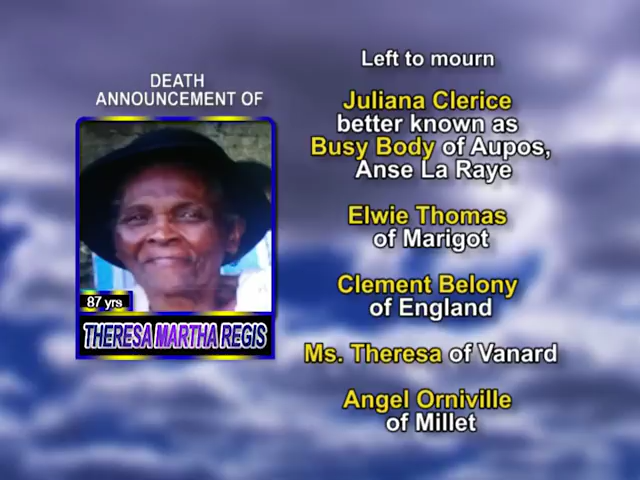 DEATH
ANNOUNCEMENT OF
87 yrs
THERESA MARTHA REGIS
Left to mourn
Juliana Clerice
better known as
Busy Body of Aupos,
Anse La Raye
Elwie Thomas
of Marigot
Clement Belony
of England
Ms. Theresa of Vanard
Angel Orniville
of Millet